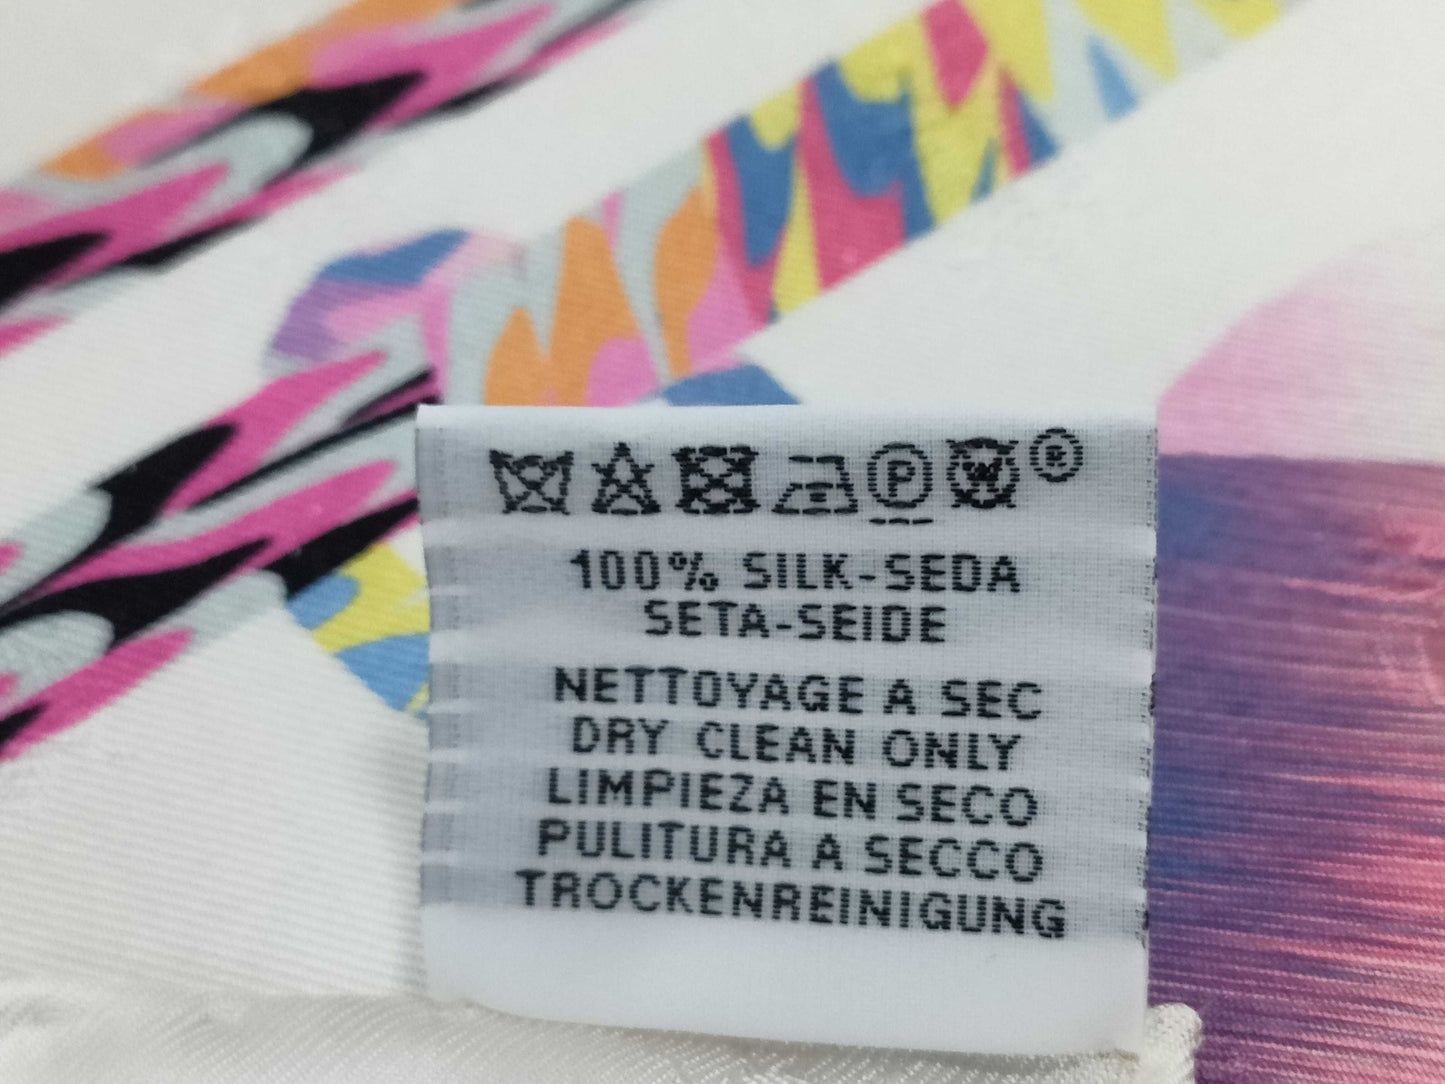 P W ®
100% SILK-SEDA
SETA-SEIDE
NETTOYAGE A SEC
DRY CLEAN ONLY
LIMPIEZA EN SECO
PULITURA A SECCO
TROCKENREINIGUNG